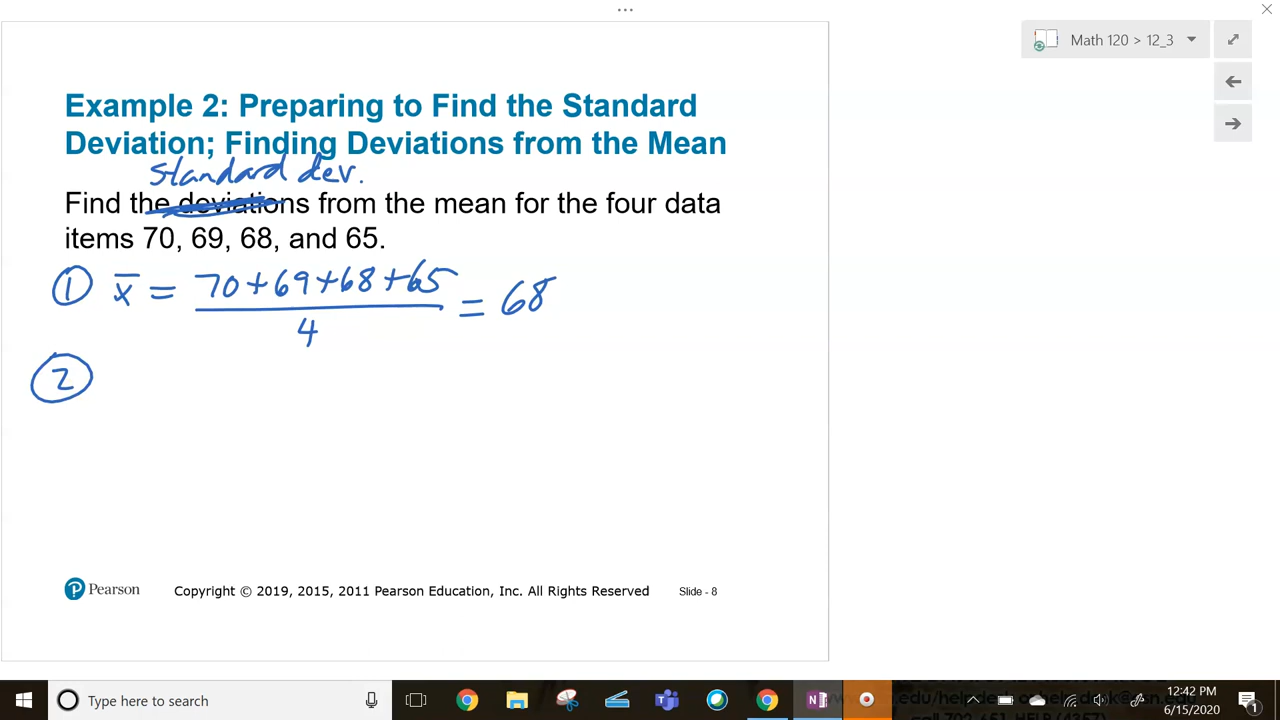 Math 120 > 12_3
Example 2: Preparing to Find the Standard
Deviation; Finding Deviations from the Mean
standard dev.
Find the deviations from the mean for the four data
items 70, 69, 68, and 65.
① x̅ = 70+69+68+65 / 4 = 68
②
Pearson
Copyright © 2019, 2015, 2011 Pearson Education, Inc. All Rights Reserved
Slide - 8
Type here to search
12:42 PM
6/15/2020
1